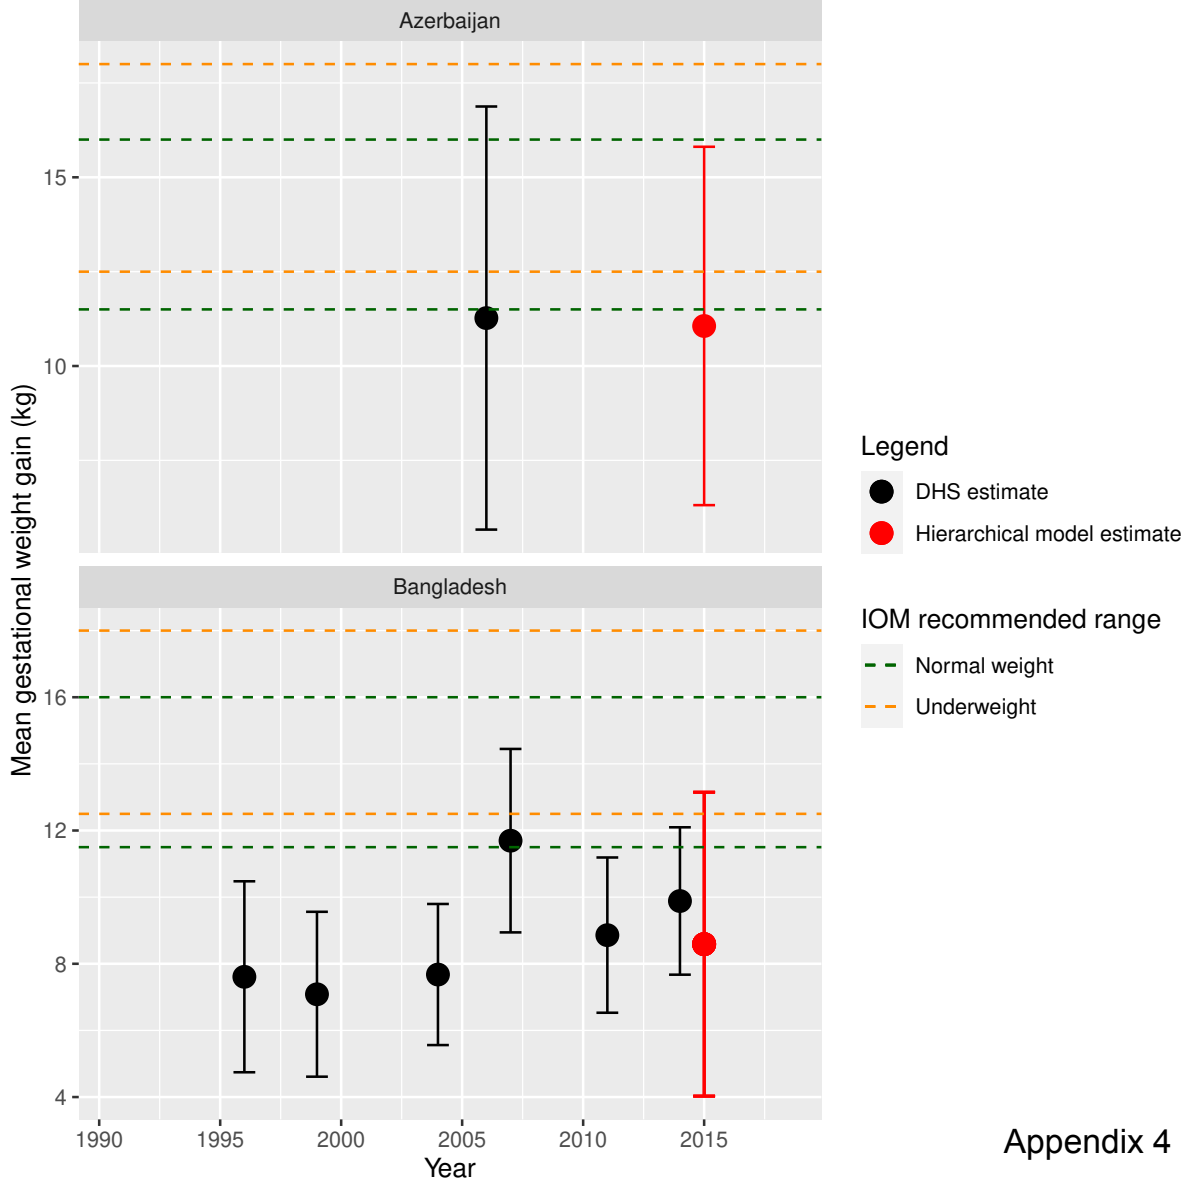 Azerbaijan
15
10
Mean gestational weight gain (kg)
Bangladesh
16
12
8
4
1990 1995 2000 2005 2010 2015
Year
Legend
DHS estimate
Hierarchical model estimate
IOM recommended range
Normal weight
Underweight
Appendix 4